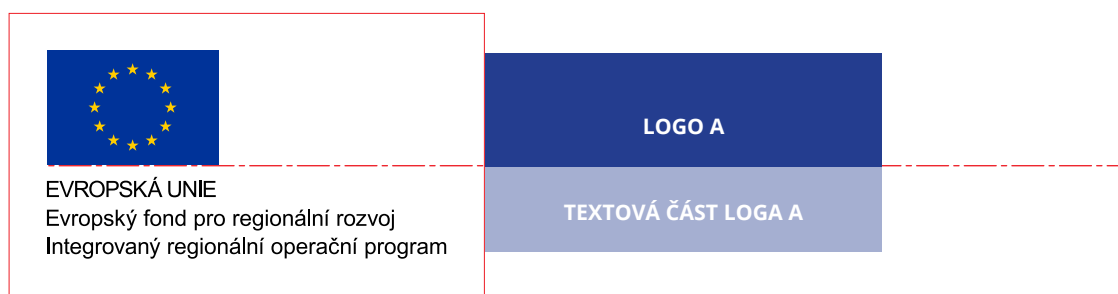 EVROPSKÁ UNIE
Evropský fond pro regionální rozvoj
Integrovaný regionální operační program
LOGO A
TEXTOVÁ ČÁST LOGA A